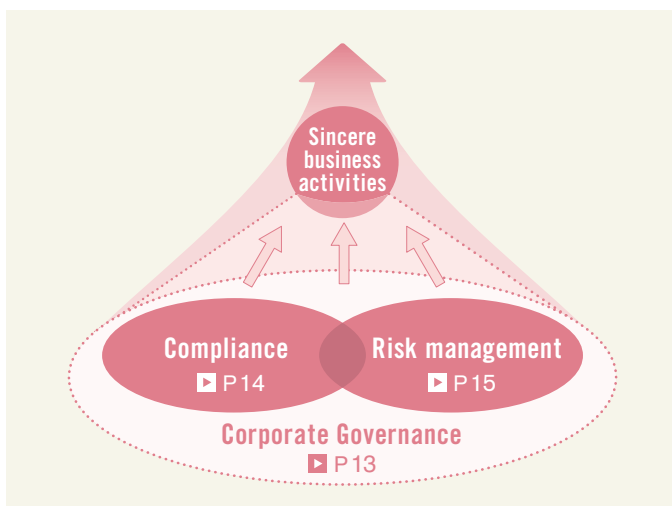 Sincere
business
activities
Compliance
P14
Risk management
P15
Corporate Governance
P13